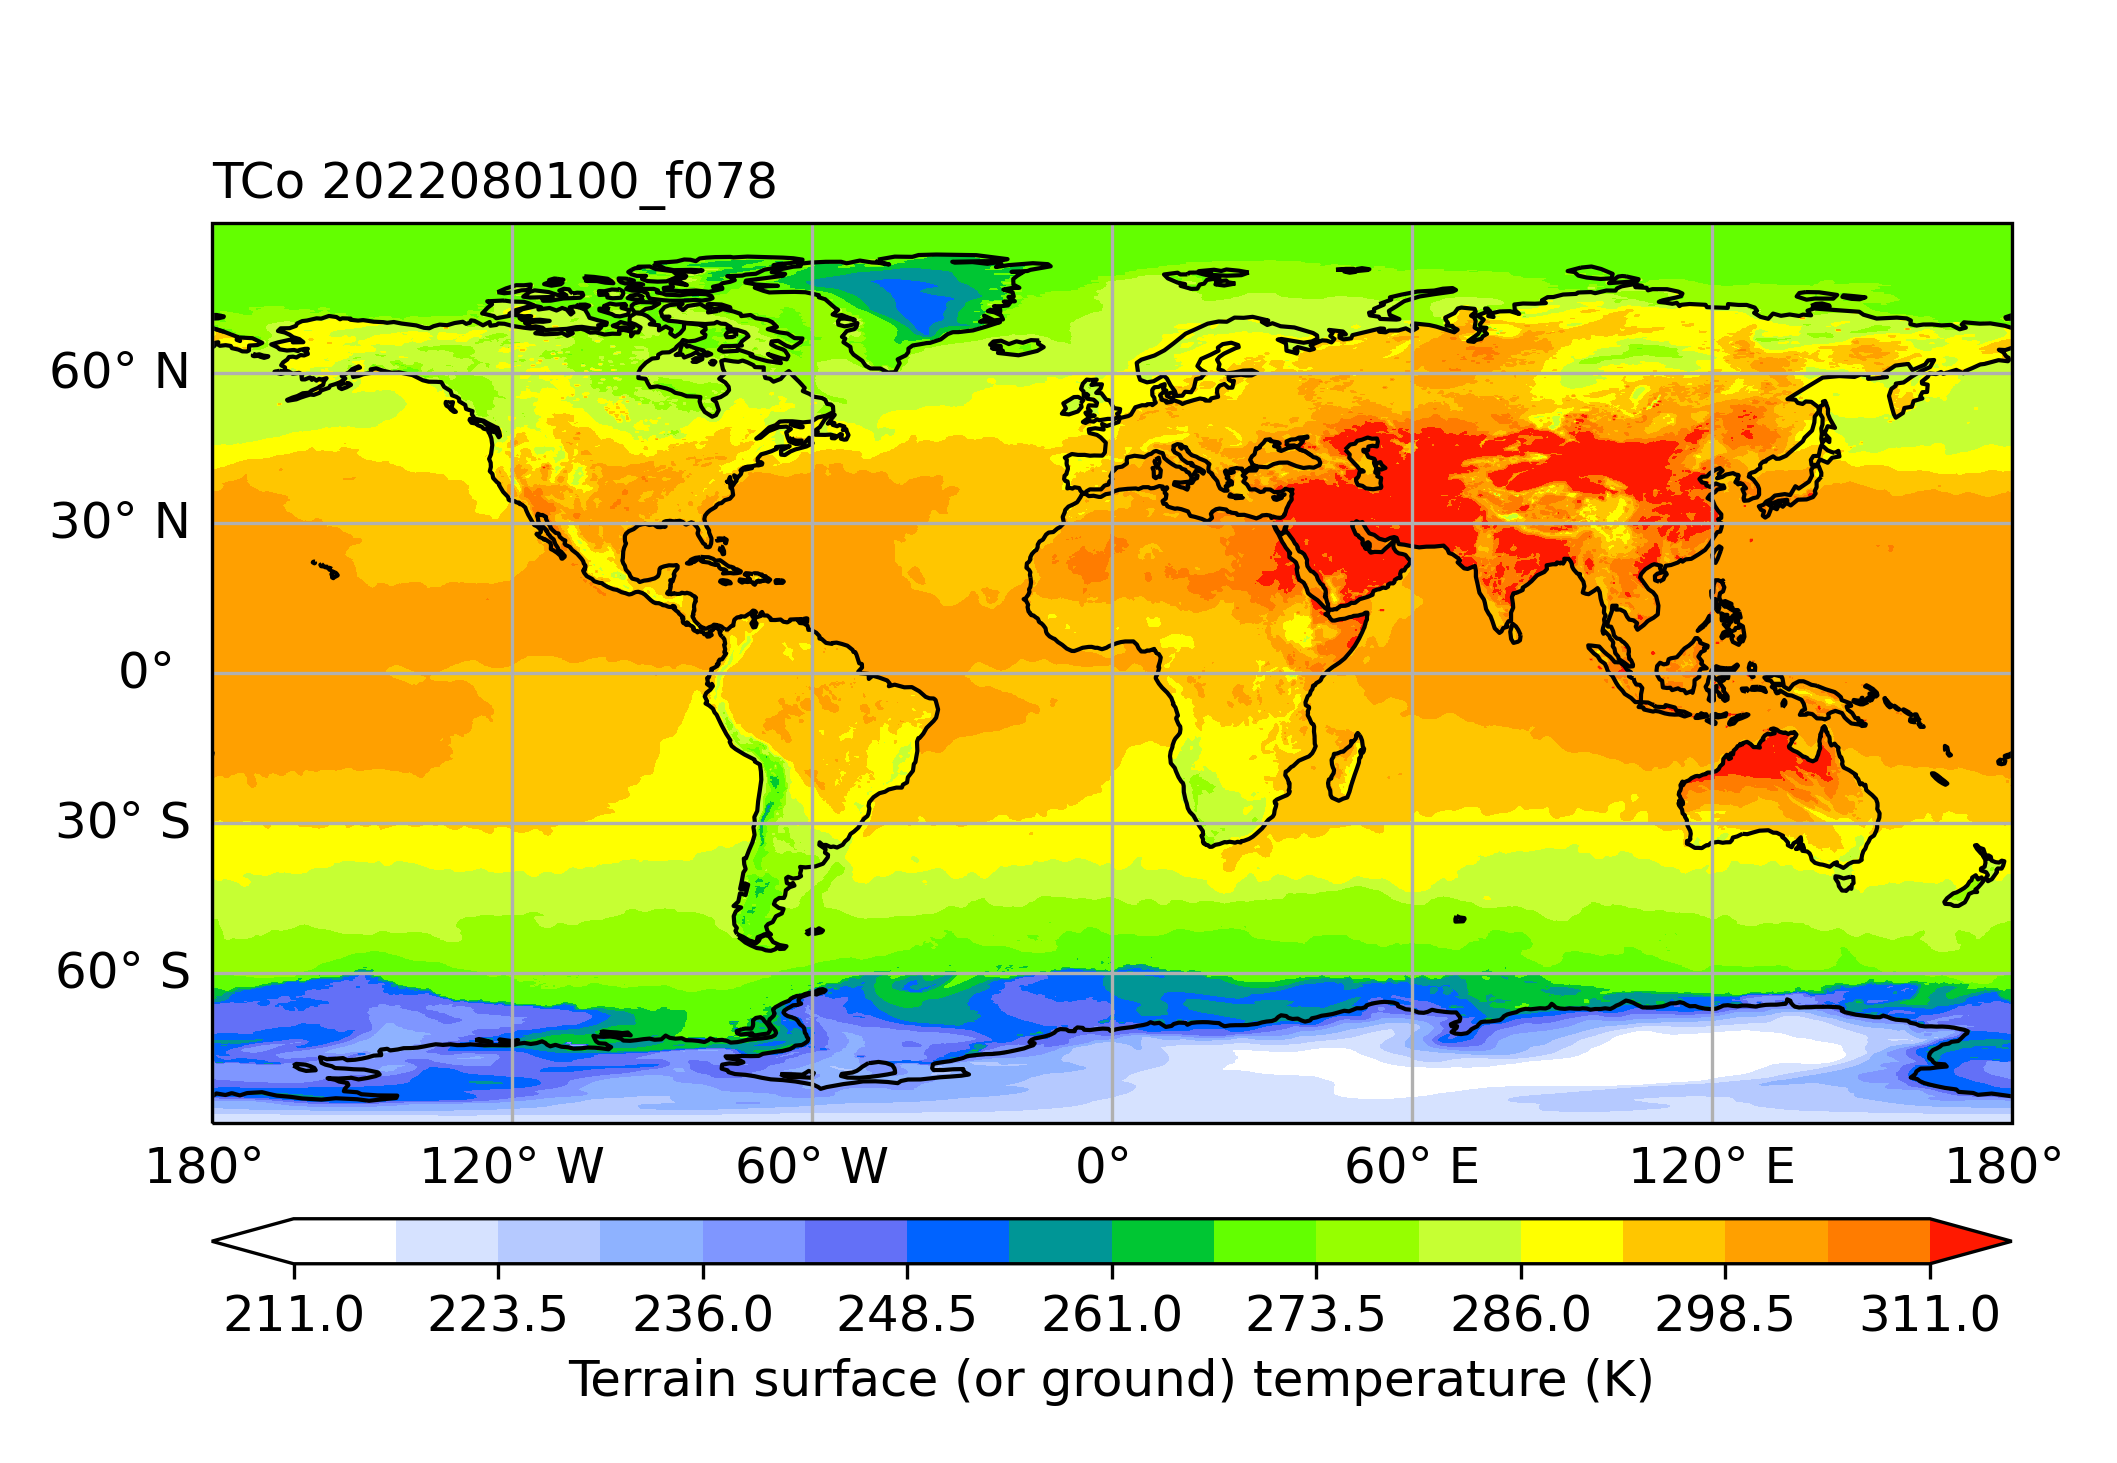 TCo 2022080100_f078
60° N
30° N
0°
30° S
60° S
180° 120° W 60° W 0° 60° E 120° E 180°
211.0 223.5 236.0 248.5 261.0 273.5 286.0 298.5 311.0
Terrain surface (or ground) temperature (K)